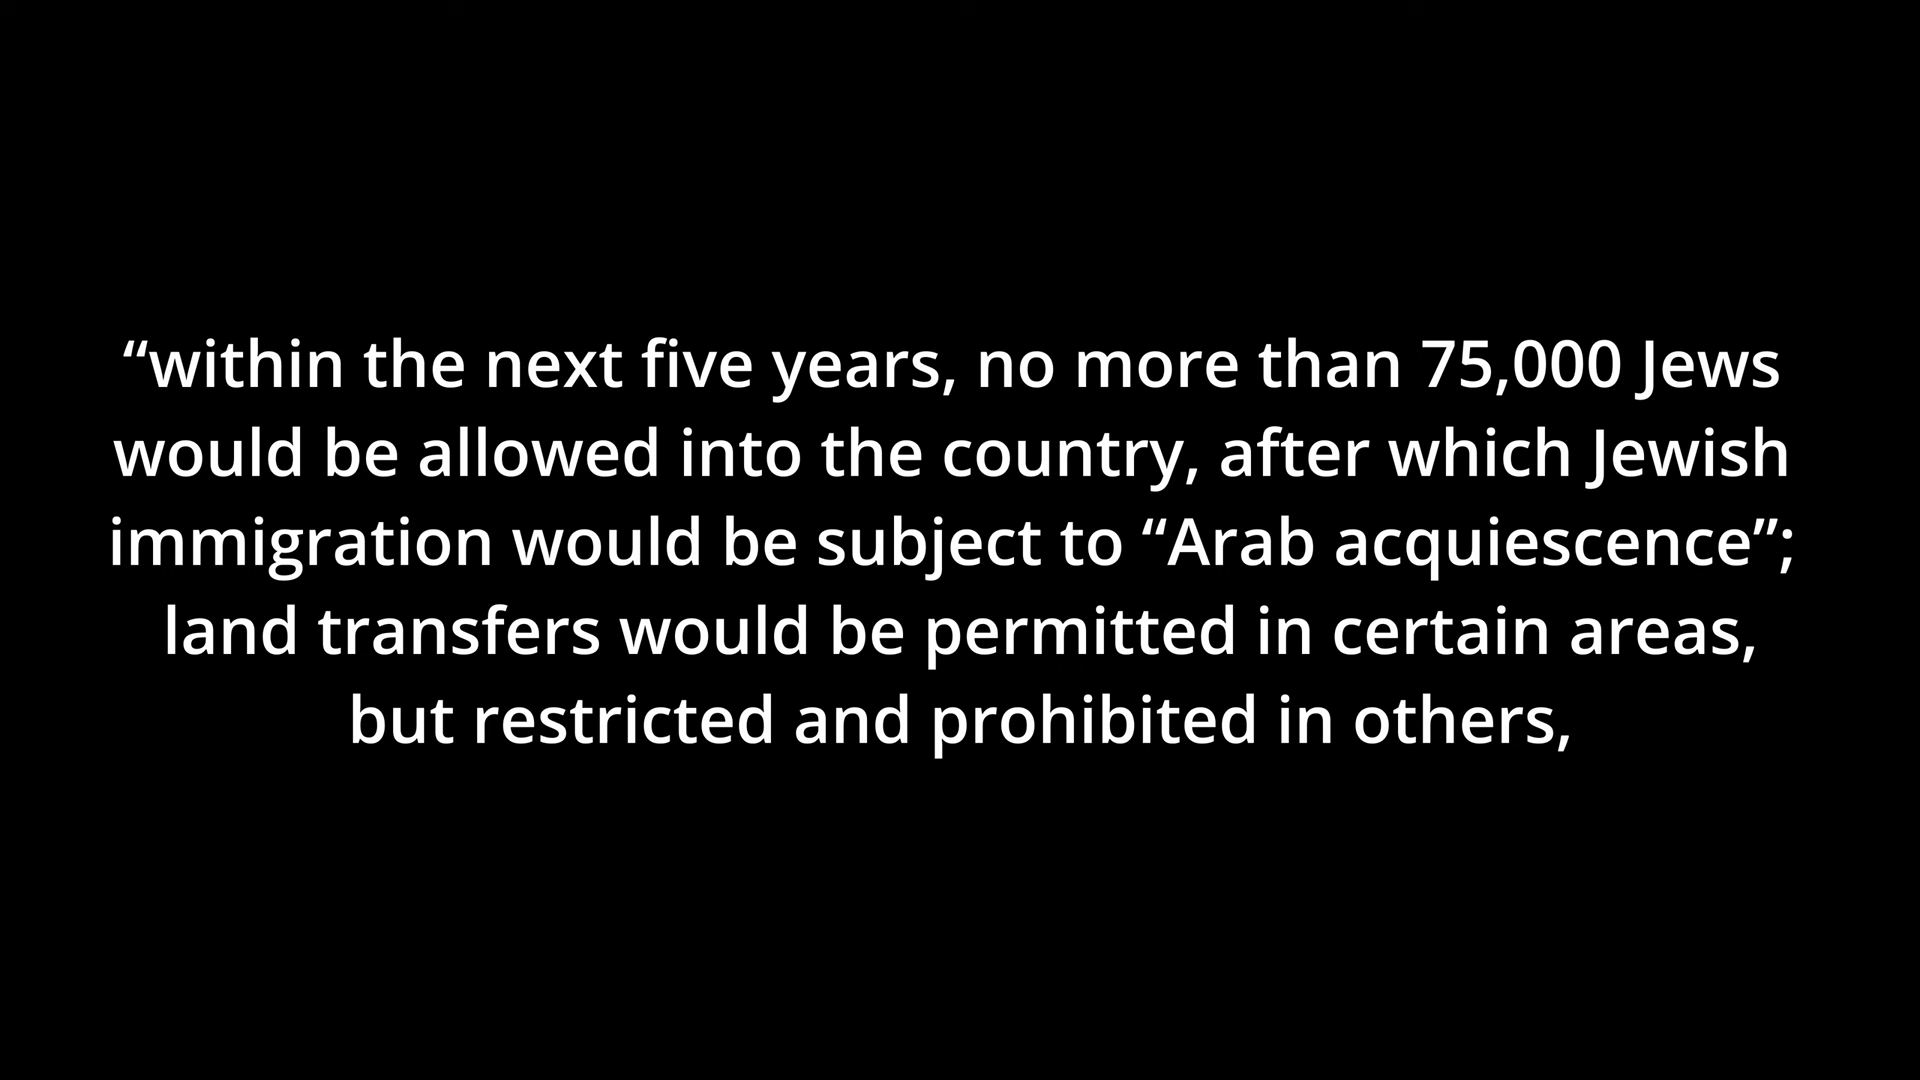 “within the next five years, no more than 75,000 Jews
would be allowed into the country, after which Jewish
immigration would be subject to “Arab acquiescence”;
land transfers would be permitted in certain areas,
but restricted and prohibited in others,